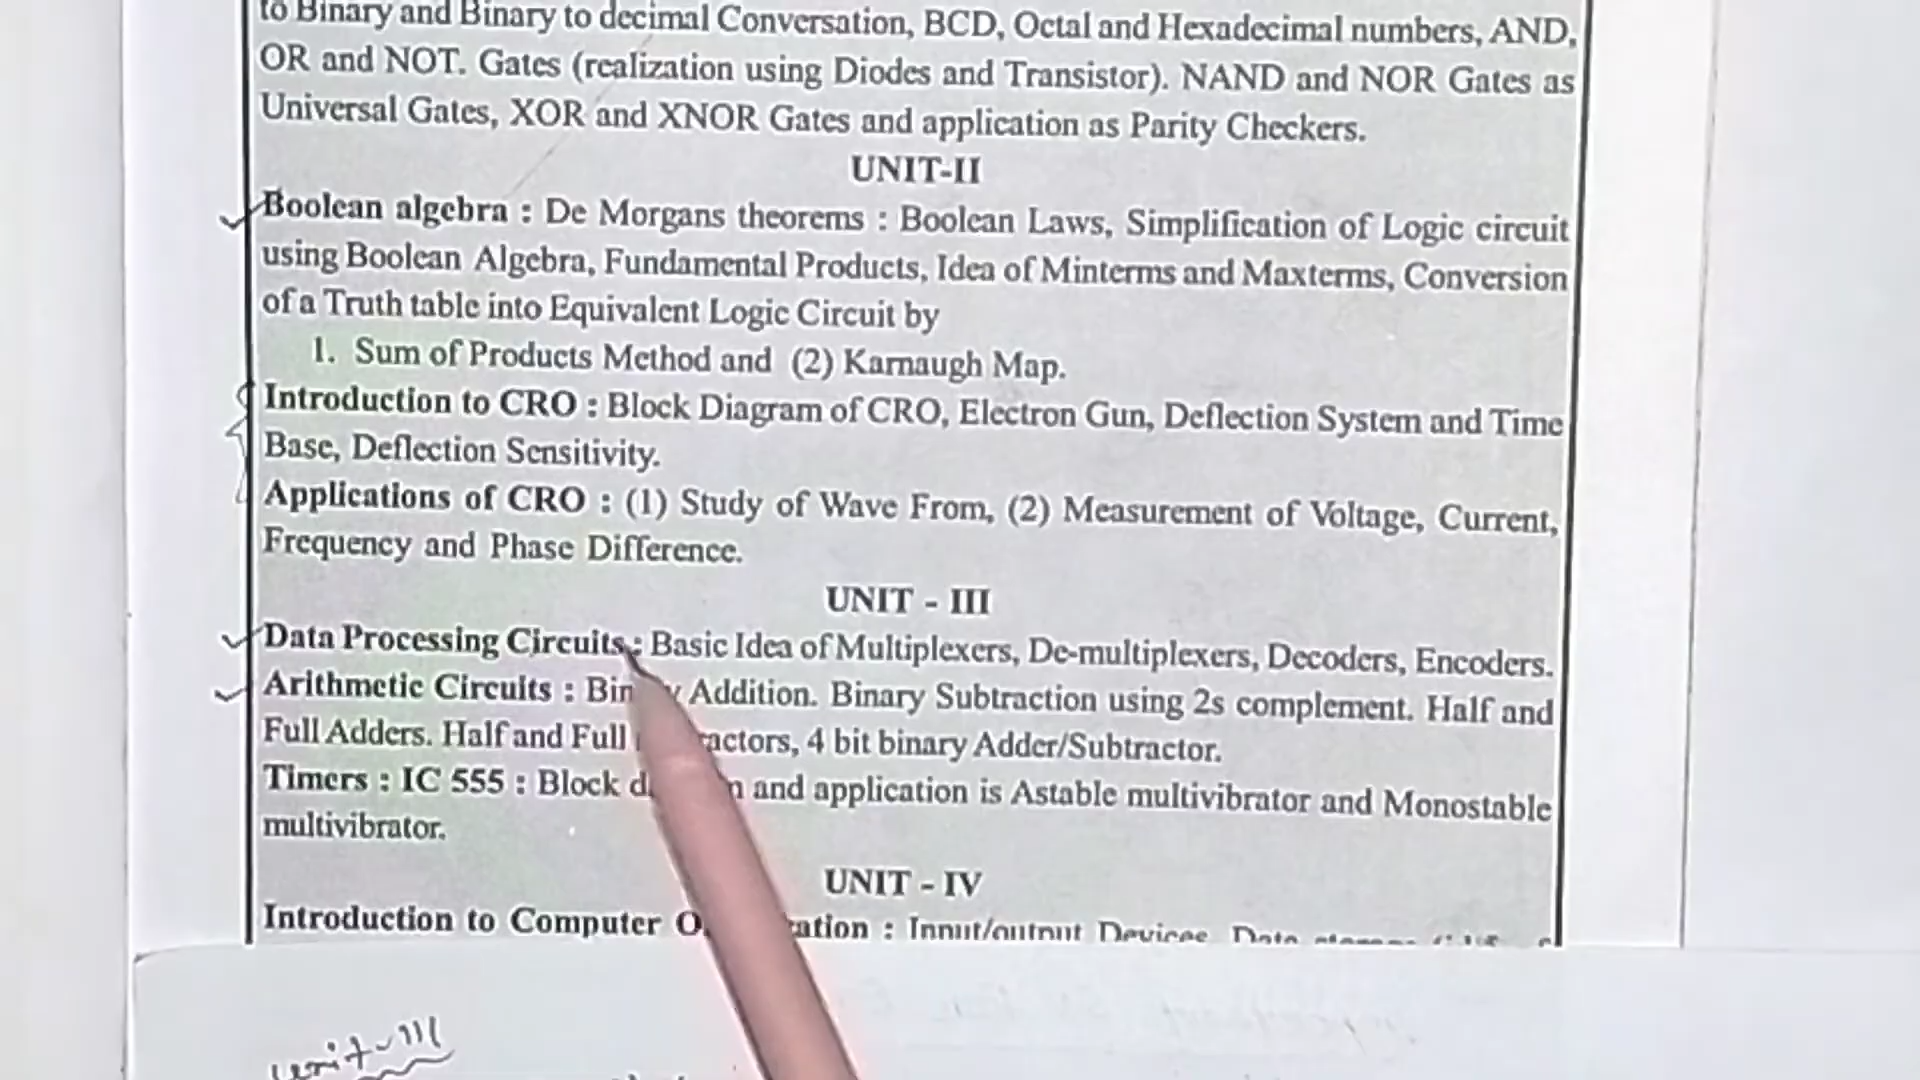 to Binary and Binary to decimal Conversation, BCD, Octal and Hexadecimal numbers, AND,
OR and NOT. Gates (realization using Diodes and Transistor). NAND and NOR Gates as
Universal Gates, XOR and XNOR Gates and application as Parity Checkers.
UNIT-II
Boolean algebra : De Morgans theorems : Boolean Laws, Simplification of Logic circuit
using Boolean Algebra, Fundamental Products, Idea of Minterms and Maxterms, Conversion
of a Truth table into Equivalent Logic Circuit by
1. Sum of Products Method and (2) Karnaugh Map.
Introduction to CRO : Block Diagram of CRO, Electron Gun, Deflection System and Time
Base, Deflection Sensitivity.
Applications of CRO : (1) Study of Wave From, (2) Measurement of Voltage, Current,
Frequency and Phase Difference.
UNIT - III
Data Processing Circuits : Basic Idea of Multiplexers, De-multiplexers, Decoders, Encoders.
Arithmetic Circuits : Addition. Binary Subtraction using 2s complement. Half and
Full Adders. Half and Full 4 bit binary Adder/Subtractor.
Timers : IC 555 : Block and application is Astable multivibrator and Monostable
multivibrator.
UNIT - IV
Introduction to Computer : Input/output Devices, Data
unit-III